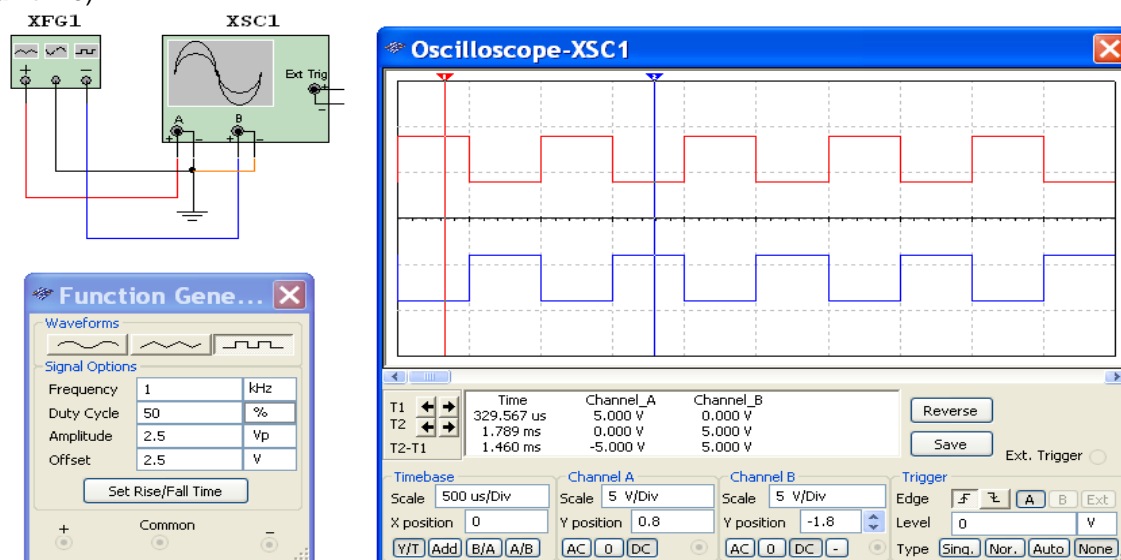 XFG1
XSC1
Ext Trig
+
-
A
B
+
-
+
-
+
-
Oscilloscope-XSC1
1
2
Function Gene...
Waveforms
Signal Options
Frequency 1 kHz
Duty Cycle 50 %
Amplitude 2.5 Vp
Offset 2.5 V
Set Rise/Fall Time
+ Common -
Time Channel_A Channel_B
T1 329.567 us 5.000 V 0.000 V
T2 1.789 ms 0.000 V 5.000 V
T2-T1 1.460 ms -5.000 V 5.000 V
Reverse
Save
Ext. Trigger
Timebase
Scale 500 us/Div
X position 0
Y/T Add B/A A/B
Channel A
Scale 5 V/Div
Y position 0.8
AC 0 DC
Channel B
Scale 5 V/Div
Y position -1.8
AC 0 DC -
Trigger
Edge A B Ext
Level 0 V
Type Sing. Nor. Auto None